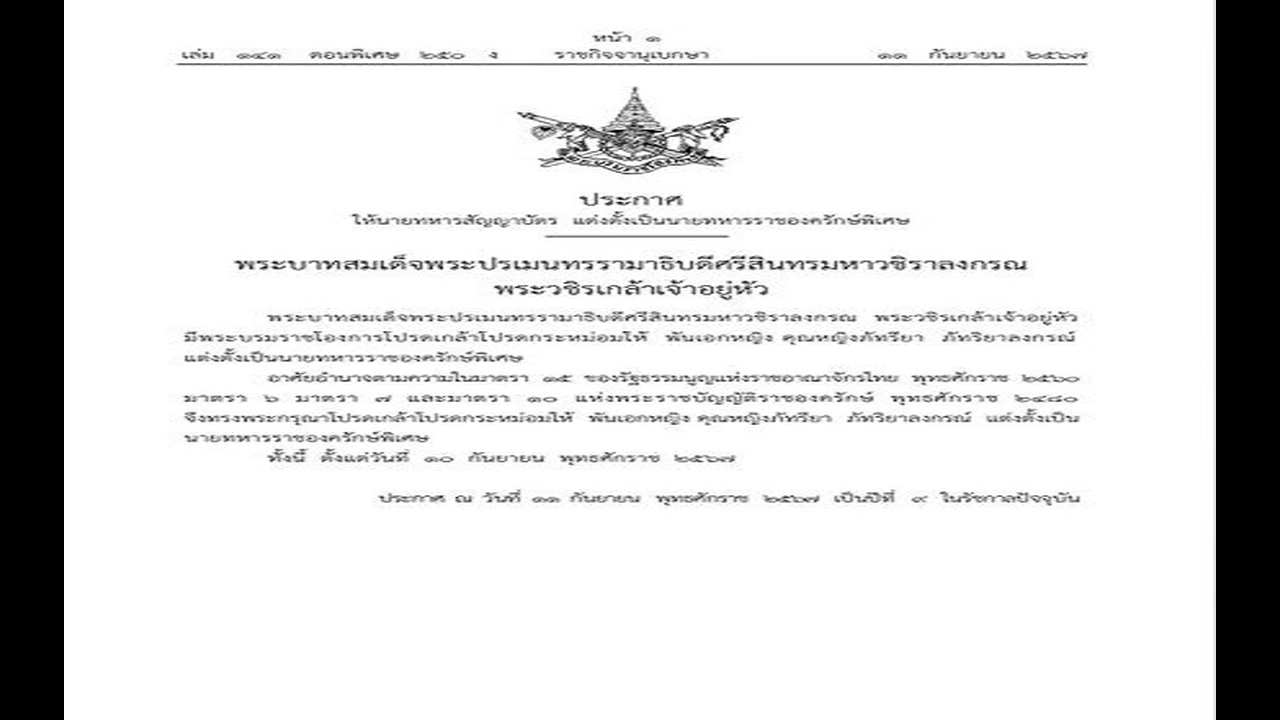 หน้า ๑
เล่ม ๑๔๑ ตอนพิเศษ ๒๕๐ ง ราชกิจจานุเบกษา ๑๑ กันยายน ๒๕๖๗
ประกาศ
ให้นายทหารสัญญาบัตร แต่งตั้งเป็นนายทหารราชองครักษ์พิเศษ
พระบาทสมเด็จพระปรเมนทรรามาธิบดีศรีสินทรมหาวชิราลงกรณ
พระวชิรเกล้าเจ้าอยู่หัว
พระบาทสมเด็จพระปรเมนทรรามาธิบดีศรีสินทรมหาวชิราลงกรณ พระวชิรเกล้าเจ้าอยู่หัว
มีพระบรมราชโองการโปรดเกล้าโปรดกระหม่อมให้ พันเอกหญิง คุณหญิงภัทรียา ภัทริยาลงกรณ์
แต่งตั้งเป็นนายทหารราชองครักษ์พิเศษ
อาศัยอำนาจตามความในมาตรา ๑๕ ของรัฐธรรมนูญแห่งราชอาณาจักรไทย พุทธศักราช ๒๕๖๐
มาตรา ๖ มาตรา ๗ และมาตรา ๑๐ แห่งพระราชบัญญัติราชองครักษ์ พุทธศักราช ๒๔๘๐
จึงทรงพระกรุณาโปรดเกล้าโปรดกระหม่อมให้ พันเอกหญิง คุณหญิงภัทรียา ภัทริยาลงกรณ์ แต่งตั้งเป็น
นายทหารราชองครักษ์พิเศษ
ทั้งนี้ ตั้งแต่วันที่ ๑๐ กันยายน พุทธศักราช ๒๕๖๗
ประกาศ ณ วันที่ ๑๑ กันยายน พุทธศักราช ๒๕๖๗ เป็นปีที่ ๙ ในรัชกาลปัจจุบัน